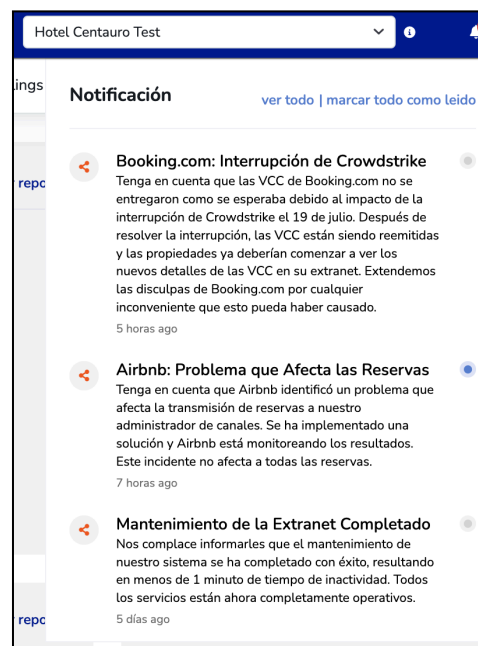 Hotel Centauro Test
ings
Notificación
ver todo | marcar todo como leido
repo
Booking.com: Interrupción de Crowdstrike
Tenga en cuenta que las VCC de Booking.com no se
entregaron como se esperaba debido al impacto de la
interrupción de Crowdstrike el 19 de julio. Después de
resolver la interrupción, las VCC están siendo reemitidas
y las propiedades ya deberían comenzar a ver los
nuevos detalles de las VCC en su extranet. Extendemos
las disculpas de Booking.com por cualquier
inconveniente que esto pueda haber causado.
5 horas ago
Airbnb: Problema que Afecta las Reservas
Tenga en cuenta que Airbnb identificó un problema que
afecta la transmisión de reservas a nuestro
administrador de canales. Se ha implementado una
solución y Airbnb está monitoreando los resultados.
Este incidente no afecta a todas las reservas.
7 horas ago
Mantenimiento de la Extranet Completado
Nos complace informarles que el mantenimiento de
nuestro sistema se ha completado con éxito, resultando
en menos de 1 minuto de tiempo de inactividad. Todos
los servicios están ahora completamente operativos.
5 días ago
repo